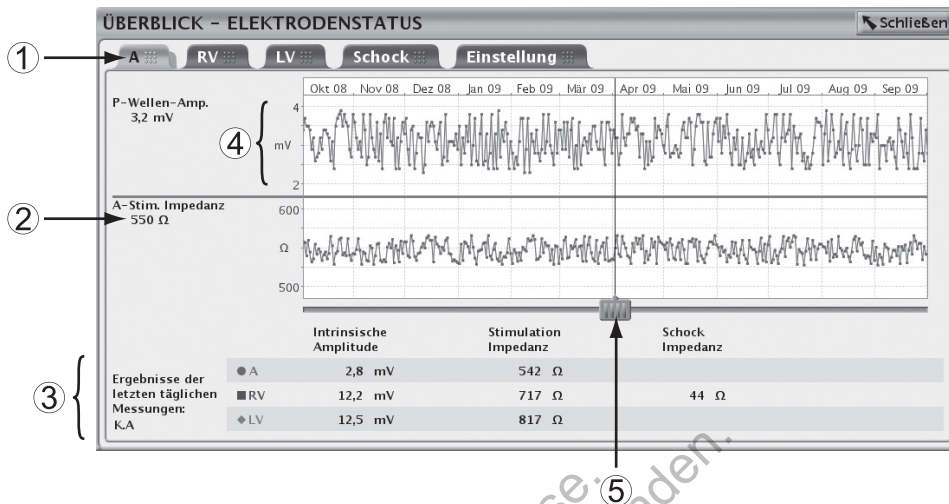 ÜBERBLICK – ELEKTRODENSTATUS
Schließen
① A RV LV Schock Einstellung
Okt 08 Nov 08 Dez 08 Jan 09 Feb 09 Mär 09 Apr 09 Mai 09 Jun 09 Jul 09 Aug 09 Sep 09
P-Wellen-Amp.
3,2 mV
④
4
mV
2
②
A-Stim. Impedanz
550 Ω
600
Ω
500
Intrinsische Amplitude
Stimulation Impedanz
Schock Impedanz
③
Ergebnisse der
letzten täglichen
Messungen:
K.A
A 2,8 mV 542 Ω
RV 12,2 mV 717 Ω 44 Ω
LV 12,5 mV 817 Ω
⑤